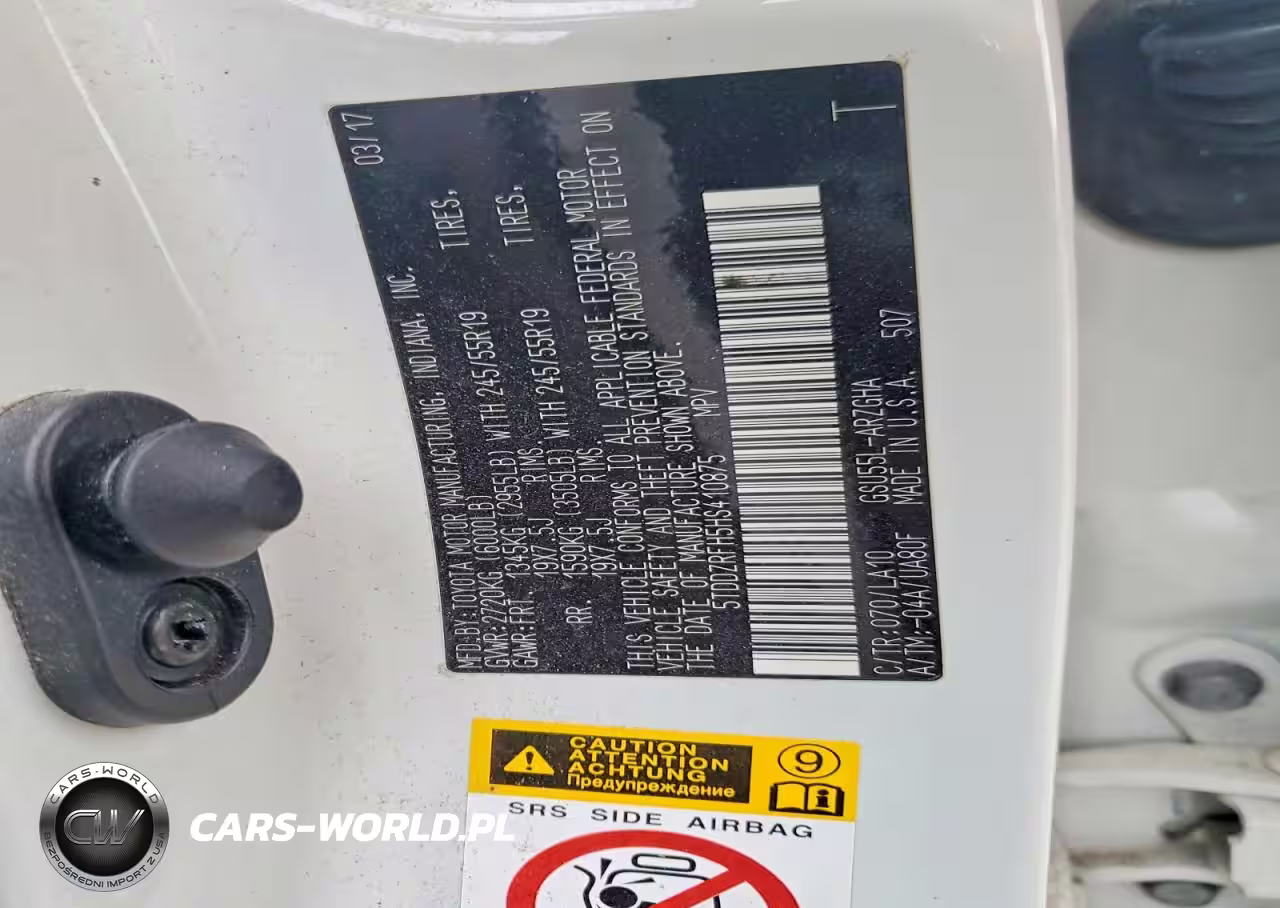 MFD.BY:TOYOTA MOTOR MANUFACTURING, INDIANA, INC. 03/17
GVWR:2720KG (6000LB)
GAWR:FRT. 1345KG (2955LB) WITH 245/55R19 TIRES,
19X7.5J RIMS.
RR. 1590KG (3505LB) WITH 245/55R19 TIRES,
19X7.5J RIMS.
THIS VEHICLE CONFORMS TO ALL APPLICABLE FEDERAL MOTOR
VEHICLE SAFETY AND THEFT PREVENTION STANDARDS IN EFFECT ON
THE DATE OF MANUFACTURE SHOWN ABOVE.
5TDDZRFH5HS410875 MPV
C/TR:070/LA10 GSU55L-ARZGHA
A/TM:-04A/UA80F MADE IN U.S.A. 507
T
CAUTION
ATTENTION
ACHTUNG
Предупреждение
9
SRS SIDE AIRBAG
CARS-WORLD
CW
BEZPOŚREDNI IMPORT Z USA
CARS-WORLD.PL